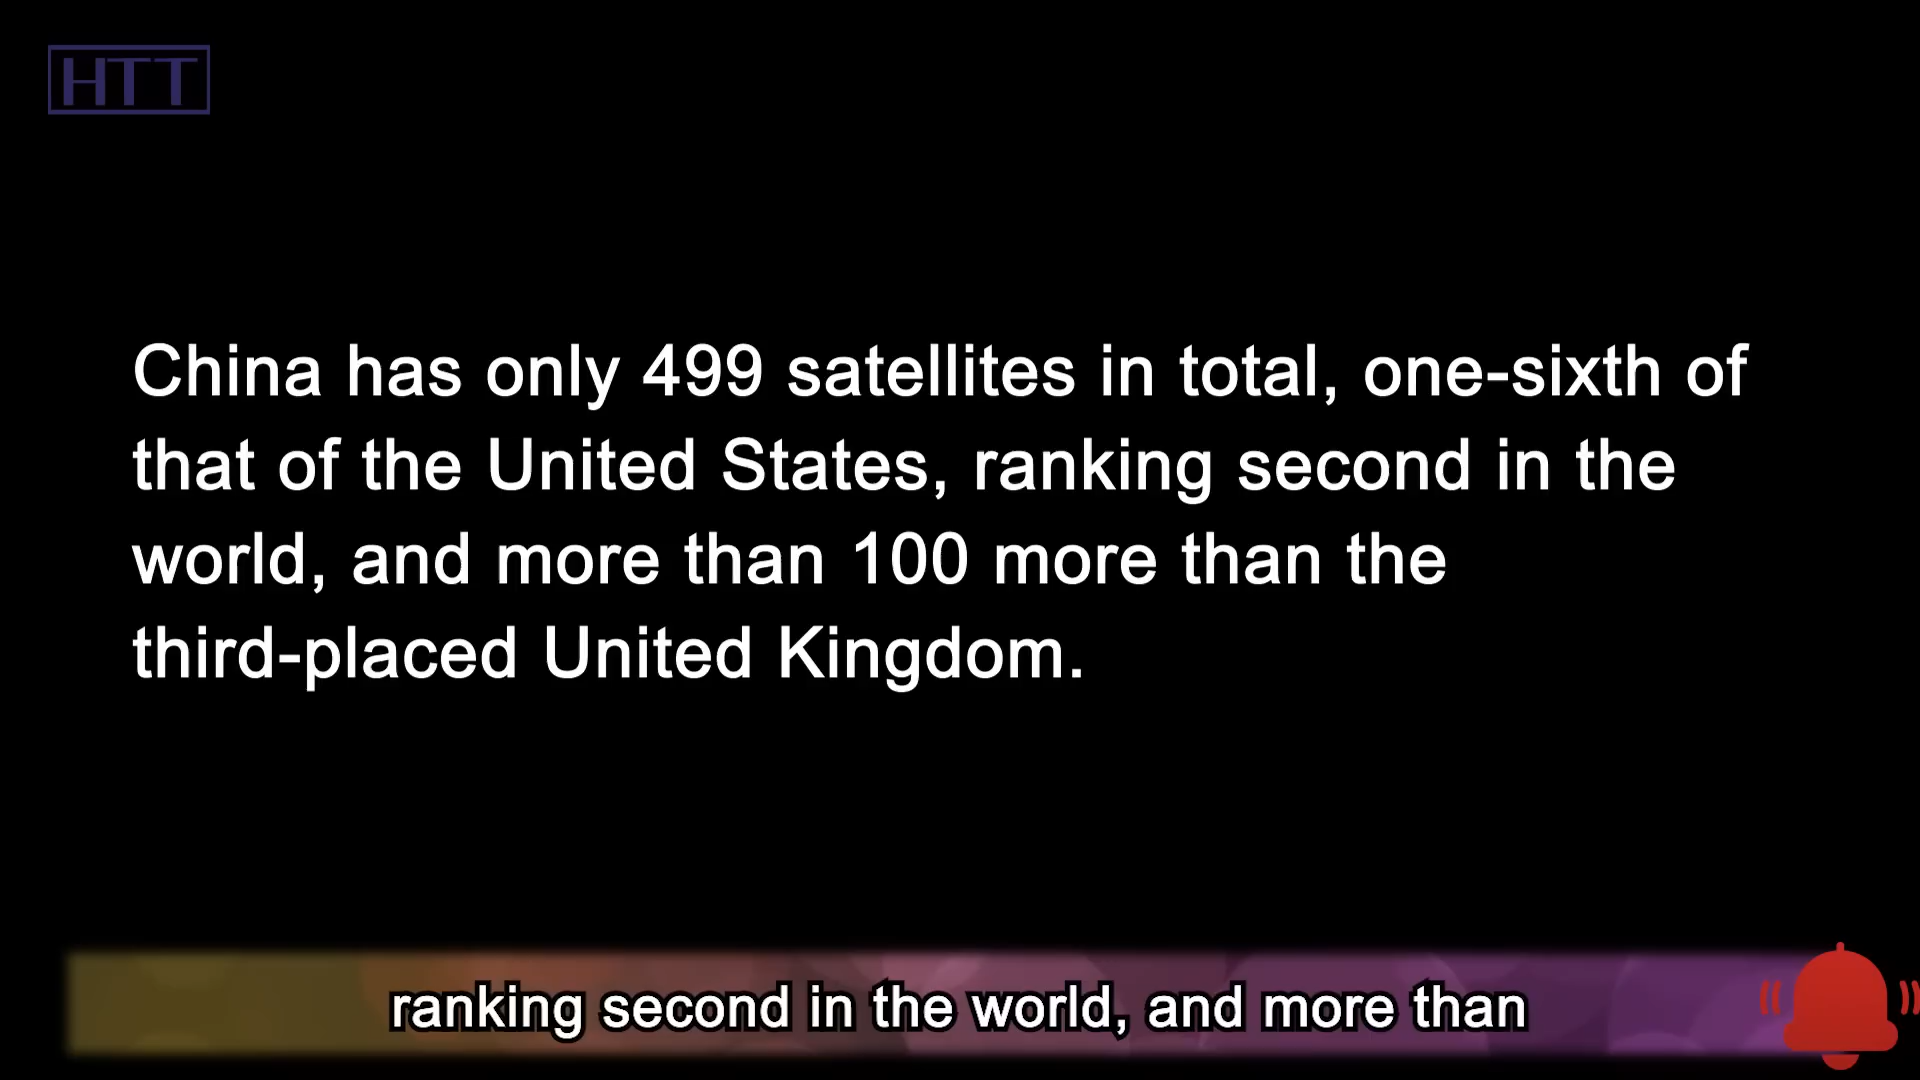 HTT
China has only 499 satellites in total, one-sixth of
that of the United States, ranking second in the
world, and more than 100 more than the
third-placed United Kingdom.
ranking second in the world, and more than